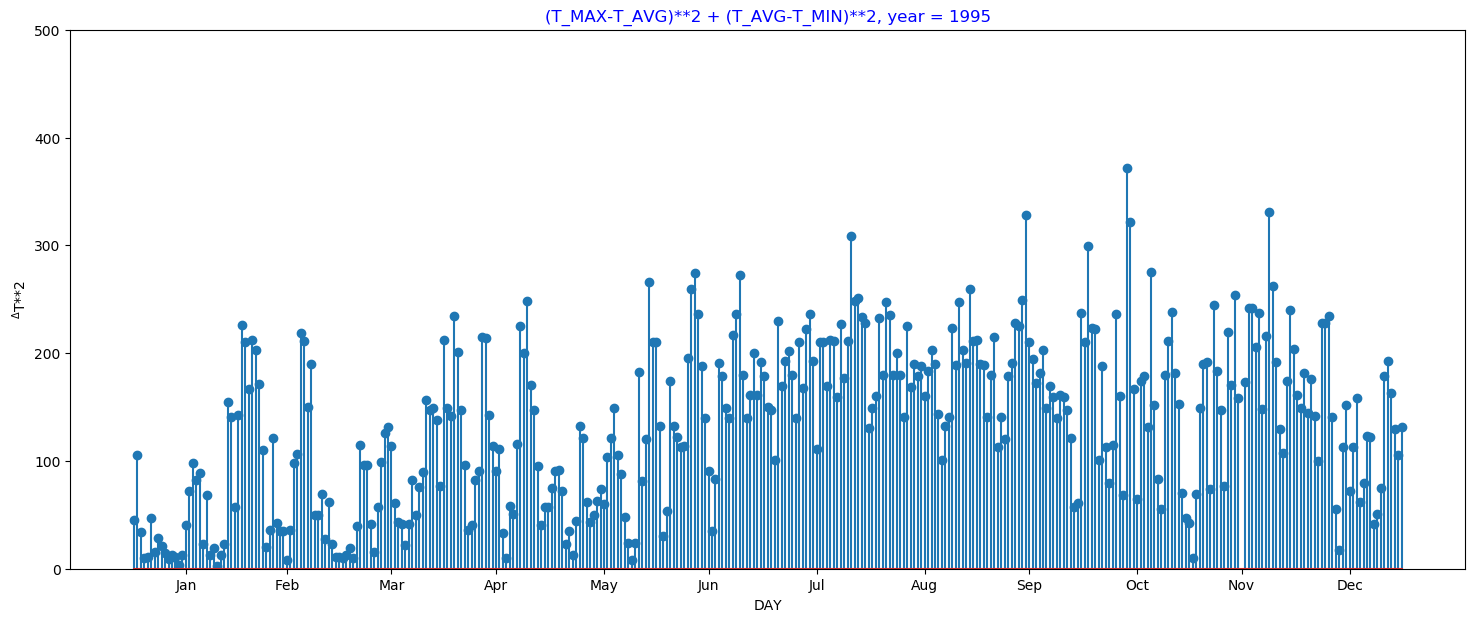 (T_MAX-T_AVG)**2 + (T_AVG-T_MIN)**2, year = 1995
500
400
300
200
100
0
ΔT**2
Jan Feb Mar Apr May Jun Jul Aug Sep Oct Nov Dec
DAY